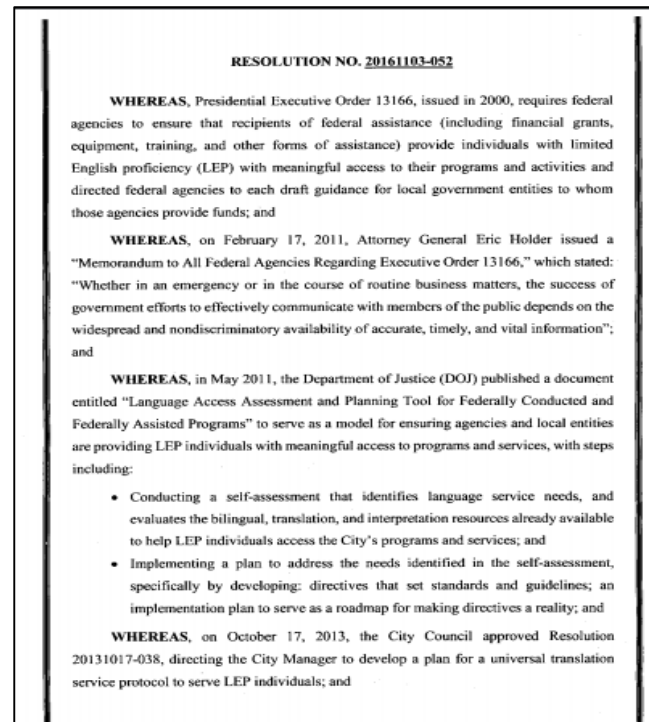 RESOLUTION NO. 20161103-052
WHEREAS, Presidential Executive Order 13166, issued in 2000, requires federal
agencies to ensure that recipients of federal assistance (including financial grants,
equipment, training, and other forms of assistance) provide individuals with limited
English proficiency (LEP) with meaningful access to their programs and activities and
directed federal agencies to each draft guidance for local government entities to whom
those agencies provide funds; and
WHEREAS, on February 17, 2011, Attorney General Eric Holder issued a
“Memorandum to All Federal Agencies Regarding Executive Order 13166,” which stated:
“Whether in an emergency or in the course of routine business matters, the success of
government efforts to effectively communicate with members of the public depends on the
widespread and nondiscriminatory availability of accurate, timely, and vital information”;
and
WHEREAS, in May 2011, the Department of Justice (DOJ) published a document
entitled “Language Access Assessment and Planning Tool for Federally Conducted and
Federally Assisted Programs” to serve as a model for ensuring agencies and local entities
are providing LEP individuals with meaningful access to programs and services, with steps
including:
• Conducting a self-assessment that identifies language service needs, and
evaluates the bilingual, translation, and interpretation resources already available
to help LEP individuals access the City’s programs and services; and
• Implementing a plan to address the needs identified in the self-assessment,
specifically by developing: directives that set standards and guidelines; an
implementation plan to serve as a roadmap for making directives a reality; and
WHEREAS, on October 17, 2013, the City Council approved Resolution
20131017-038, directing the City Manager to develop a plan for a universal translation
service protocol to serve LEP individuals; and